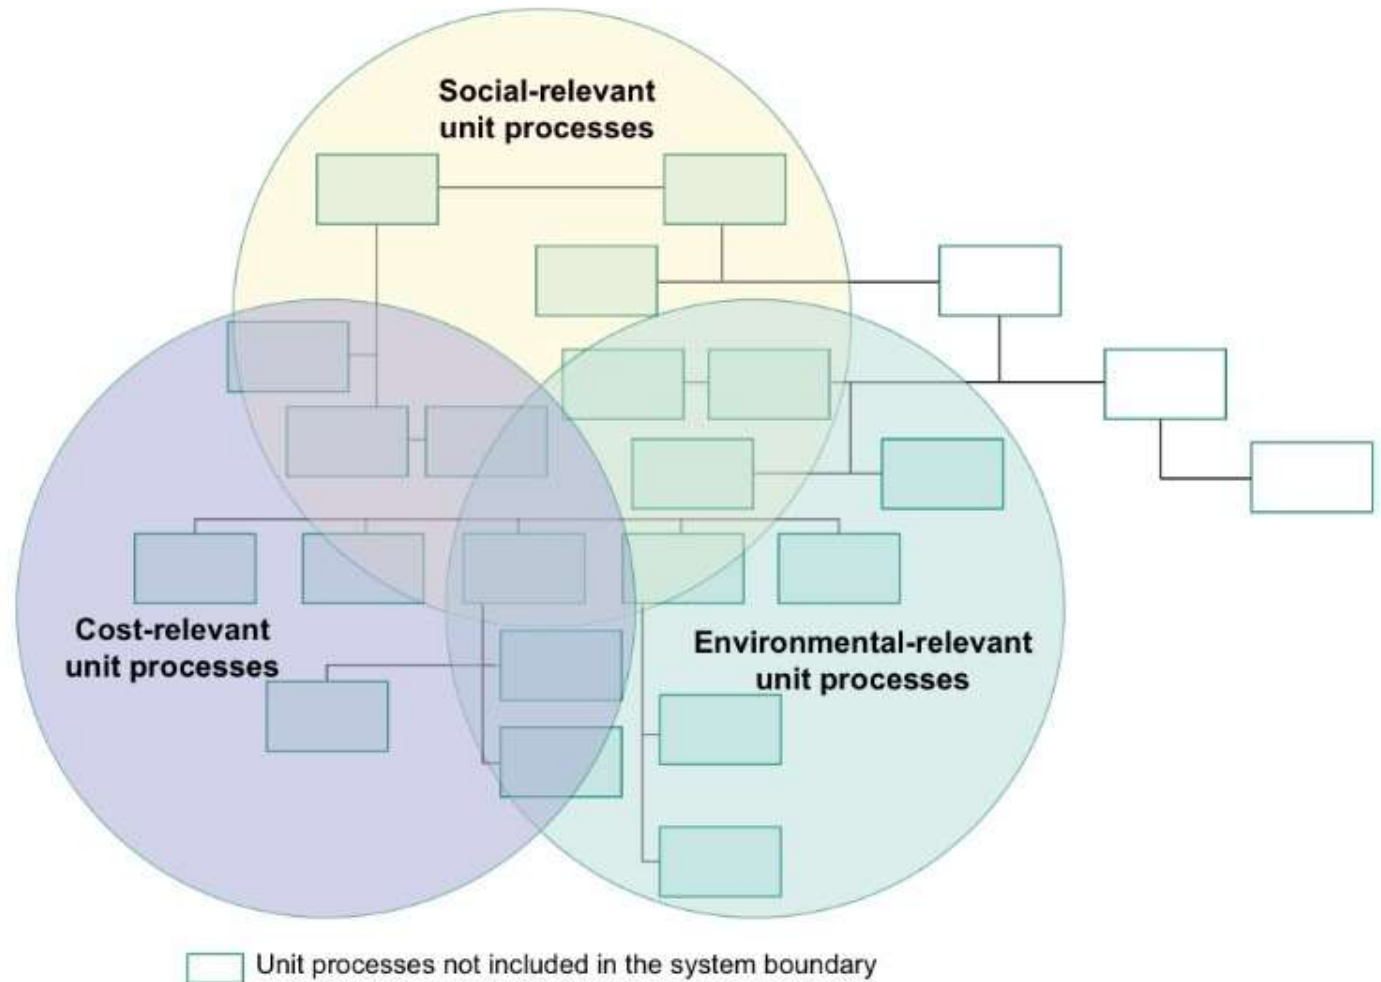 Social-relevant
unit processes
Cost-relevant
unit processes
Environmental-relevant
unit processes
Unit processes not included in the system boundary